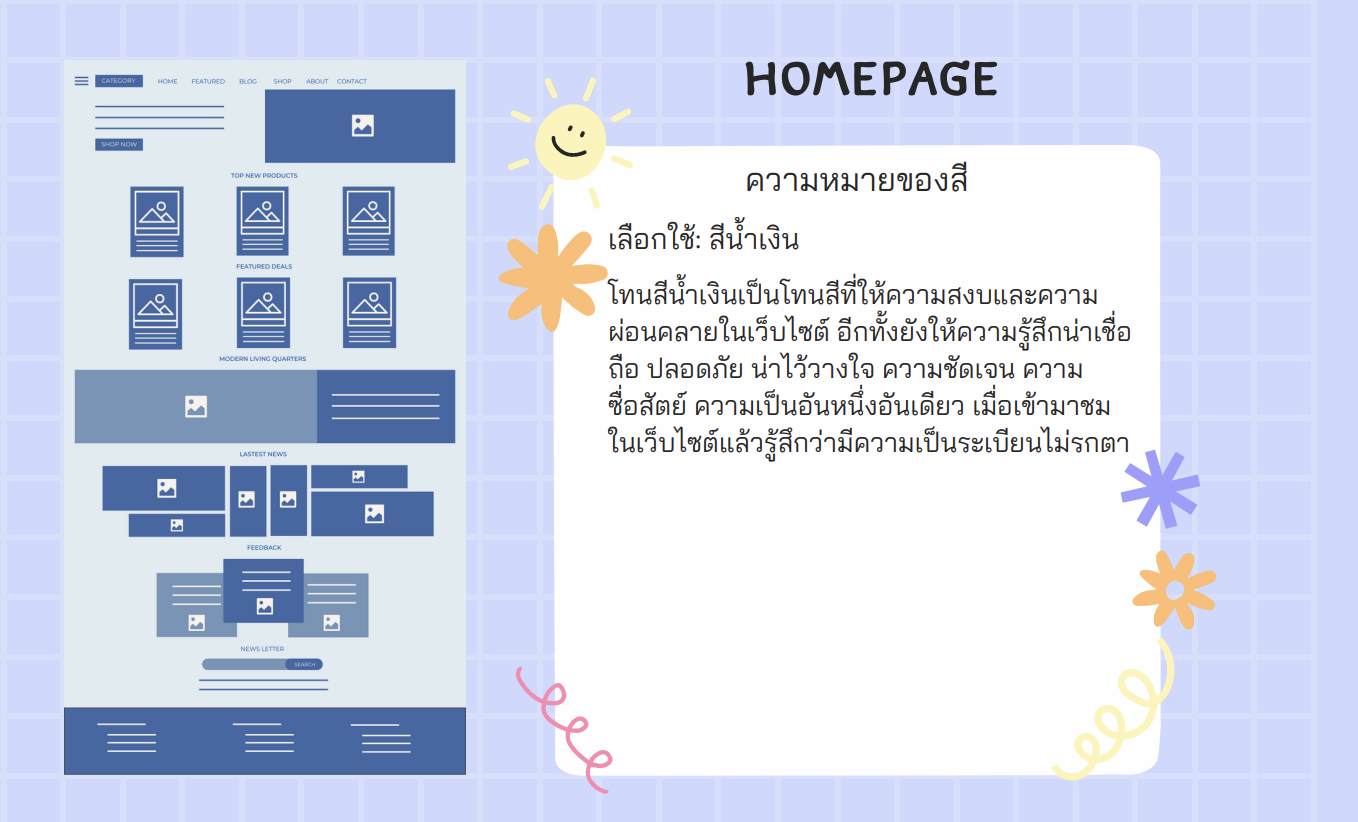 HOMEPAGE
CATEGORY HOME FEATURED BLOG SHOP ABOUT CONTACT
SHOP NOW
TOP NEW PRODUCTS
FEATURED DEALS
MODERN LIVING QUARTERS
LASTEST NEWS
FEEDBACK
NEWS LETTER
SEARCH
ความหมายของสี
เลือกใช้: สีน้ำเงิน
โทนสีน้ำเงินเป็นโทนสีที่ให้ความสงบและความ
ผ่อนคลายในเว็บไซต์ อีกทั้งยังให้ความรู้สึกน่าเชื่อ
ถือ ปลอดภัย น่าไว้วางใจ ความชัดเจน ความ
ซื่อสัตย์ ความเป็นอันหนึ่งอันเดียว เมื่อเข้ามาชม
ในเว็บไซต์แล้วรู้สึกว่ามีความเป็นระเบียนไม่รกตา